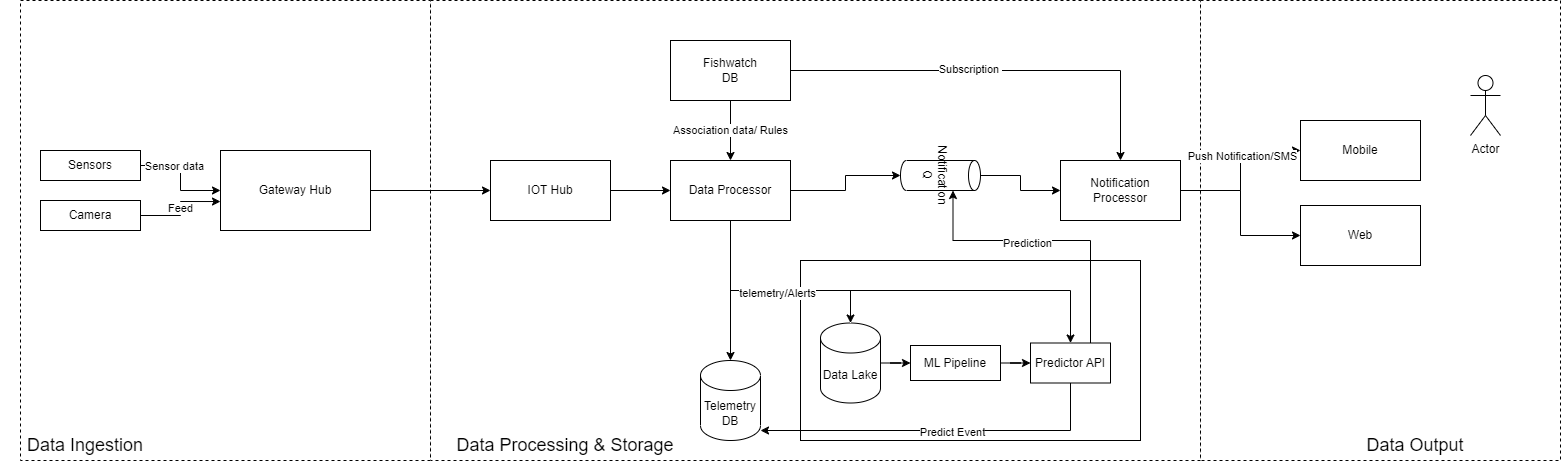 Fishwatch
DB
Subscription
Association data/ Rules
Sensors
Sensor data
Camera
Feed
Gateway Hub
IOT Hub
Data Processor
Notification
Q
Notification
Processor
Push Notification/SMS
Mobile
Web
Actor
Prediction
telemetry/Alerts
Data Lake
ML Pipeline
Predictor API
Telemetry
DB
Predict Event
Data Ingestion
Data Processing & Storage
Data Output